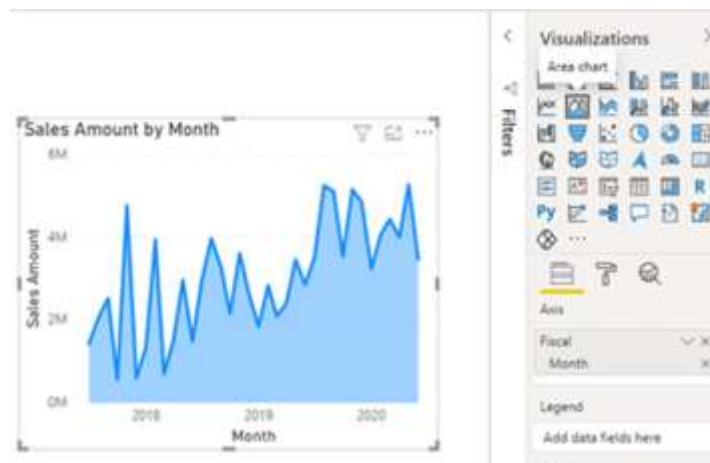 Visualizations
Area chart
Filters
Sales Amount by Month
6M
4M
2M
0M
Sales Amount
2018
2019
2020
Month
R
Py
Axis
Fiscal
Month
Legend
Add data fields here